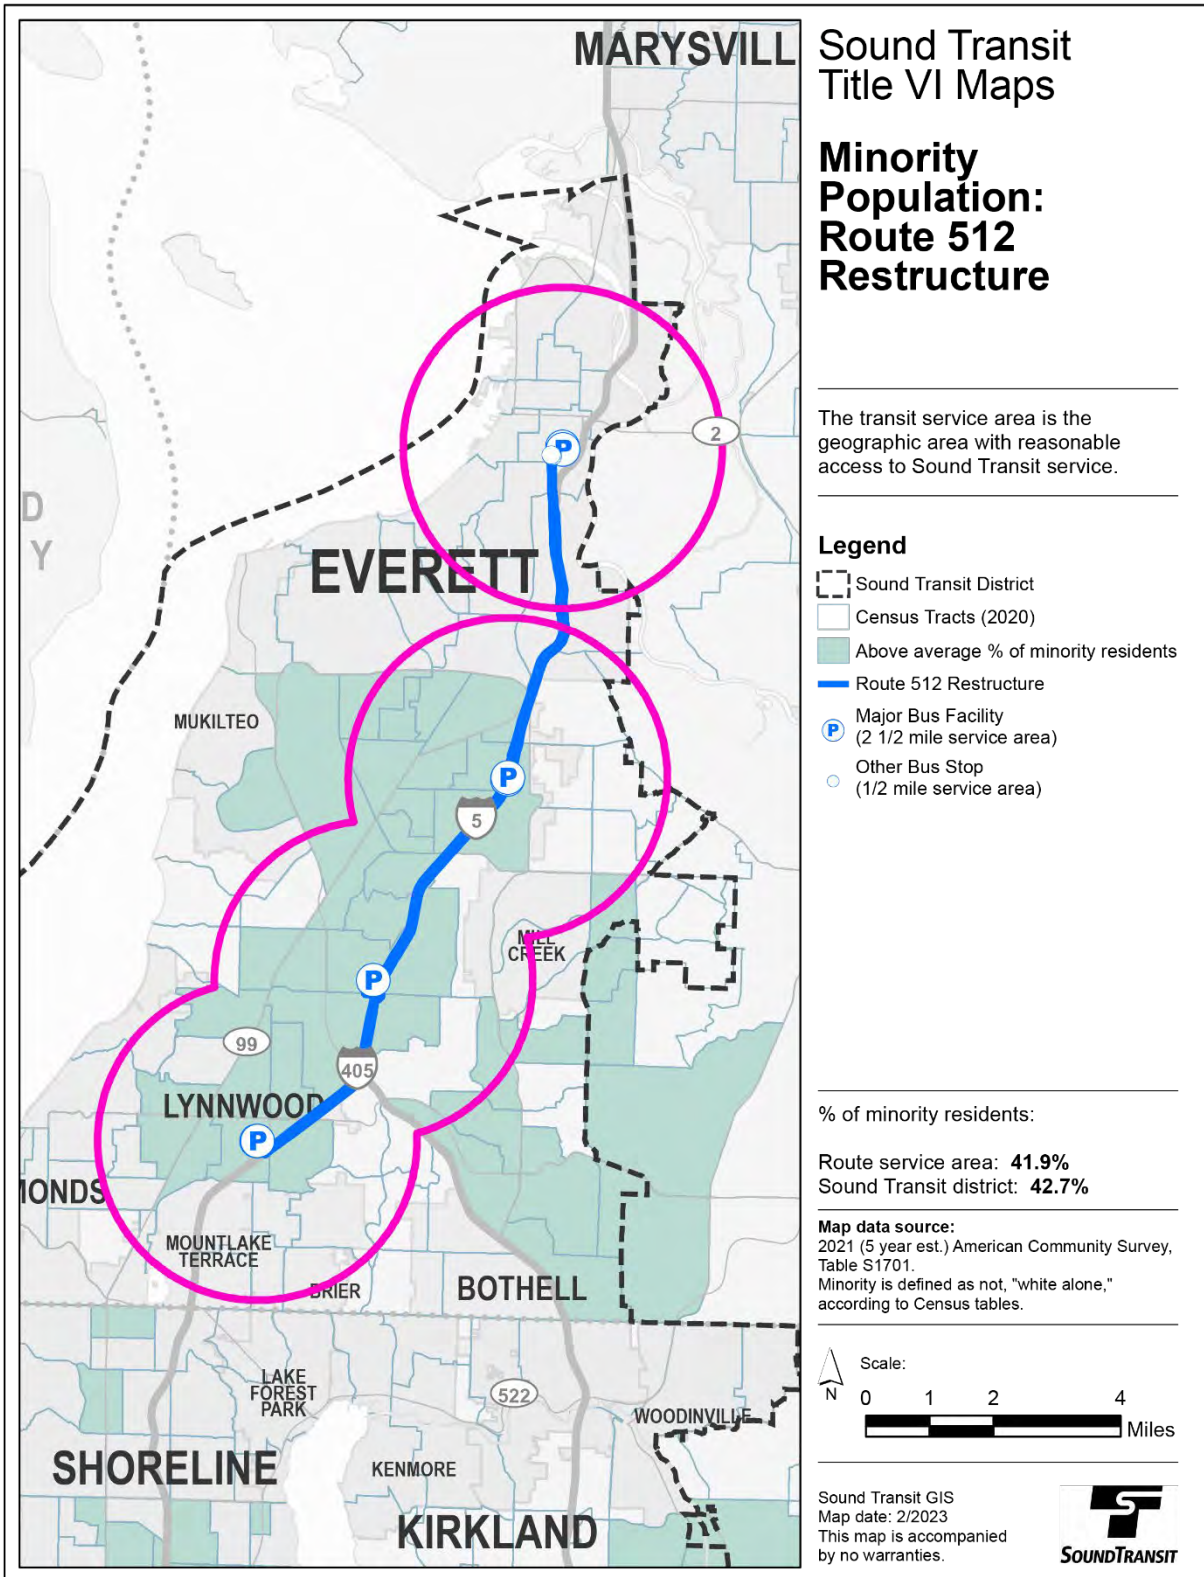 MARYSVILL
D
Y
2
P
EVERETT
MUKILTEO
P
5
MILL
CREEK
P
99
405
LYNNWOOD
P
MONDS
MOUNTLAKE
TERRACE
BRIER
BOTHELL
LAKE
FOREST
PARK
522
WOODINVILLE
SHORELINE
KENMORE
KIRKLAND
Sound Transit
Title VI Maps
Minority
Population:
Route 512
Restructure
The transit service area is the
geographic area with reasonable
access to Sound Transit service.
Legend
Sound Transit District
Census Tracts (2020)
Above average % of minority residents
Route 512 Restructure
P
Major Bus Facility
(2 1/2 mile service area)
Other Bus Stop
(1/2 mile service area)
% of minority residents:
Route service area: 41.9%
Sound Transit district: 42.7%
Map data source:
2021 (5 year est.) American Community Survey,
Table S1701.
Minority is defined as not, "white alone,"
according to Census tables.
N
Scale:
0 1 2 4
Miles
Sound Transit GIS
Map date: 2/2023
This map is accompanied
by no warranties.
SOUNDTRANSIT